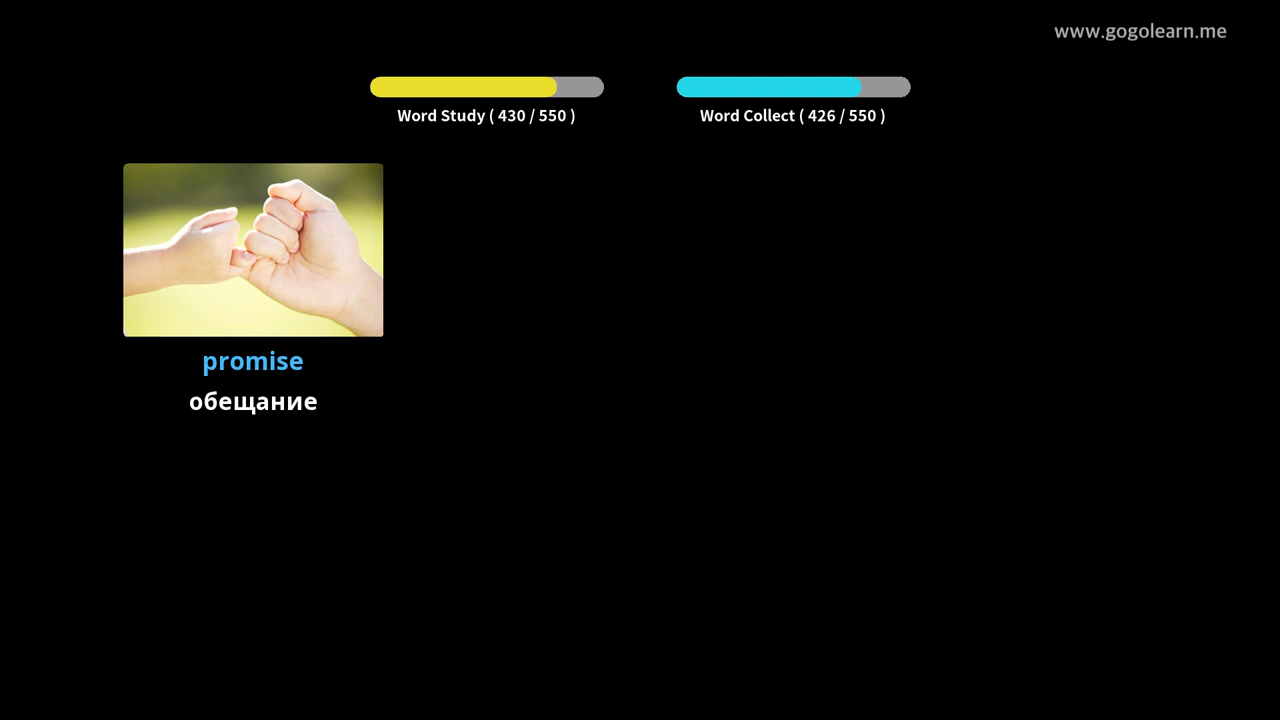 www.gogolearn.me
Word Study ( 430 / 550 )
Word Collect ( 426 / 550 )
promise
обещание